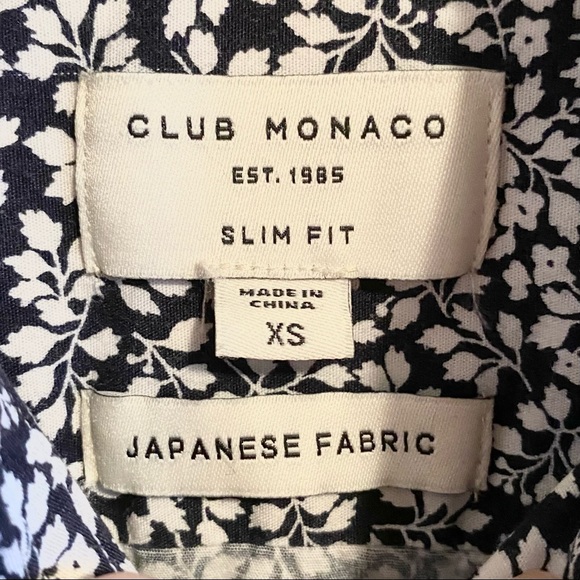 CLUB MONACO
EST. 1985
SLIM FIT
MADE IN
CHINA
XS
JAPANESE FABRIC